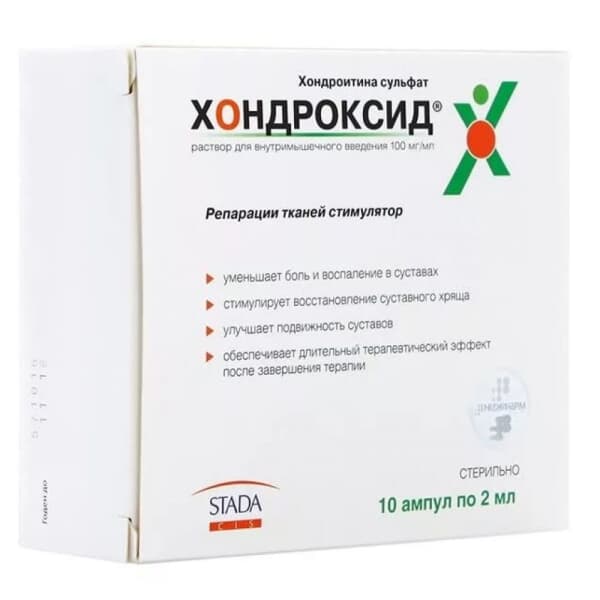 Хондроитина сульфат
ХОНДРОКСИД®
раствор для внутримышечного введения 100 мг/мл
Репарации тканей стимулятор
уменьшает боль и воспаление в суставах
стимулирует восстановление суставного хряща
улучшает подвижность суставов
обеспечивает длительный терапевтический эффект
после завершения терапии
СТЕРИЛЬНО
10 ампул по 2 мл
STADA
CIS
Годен до